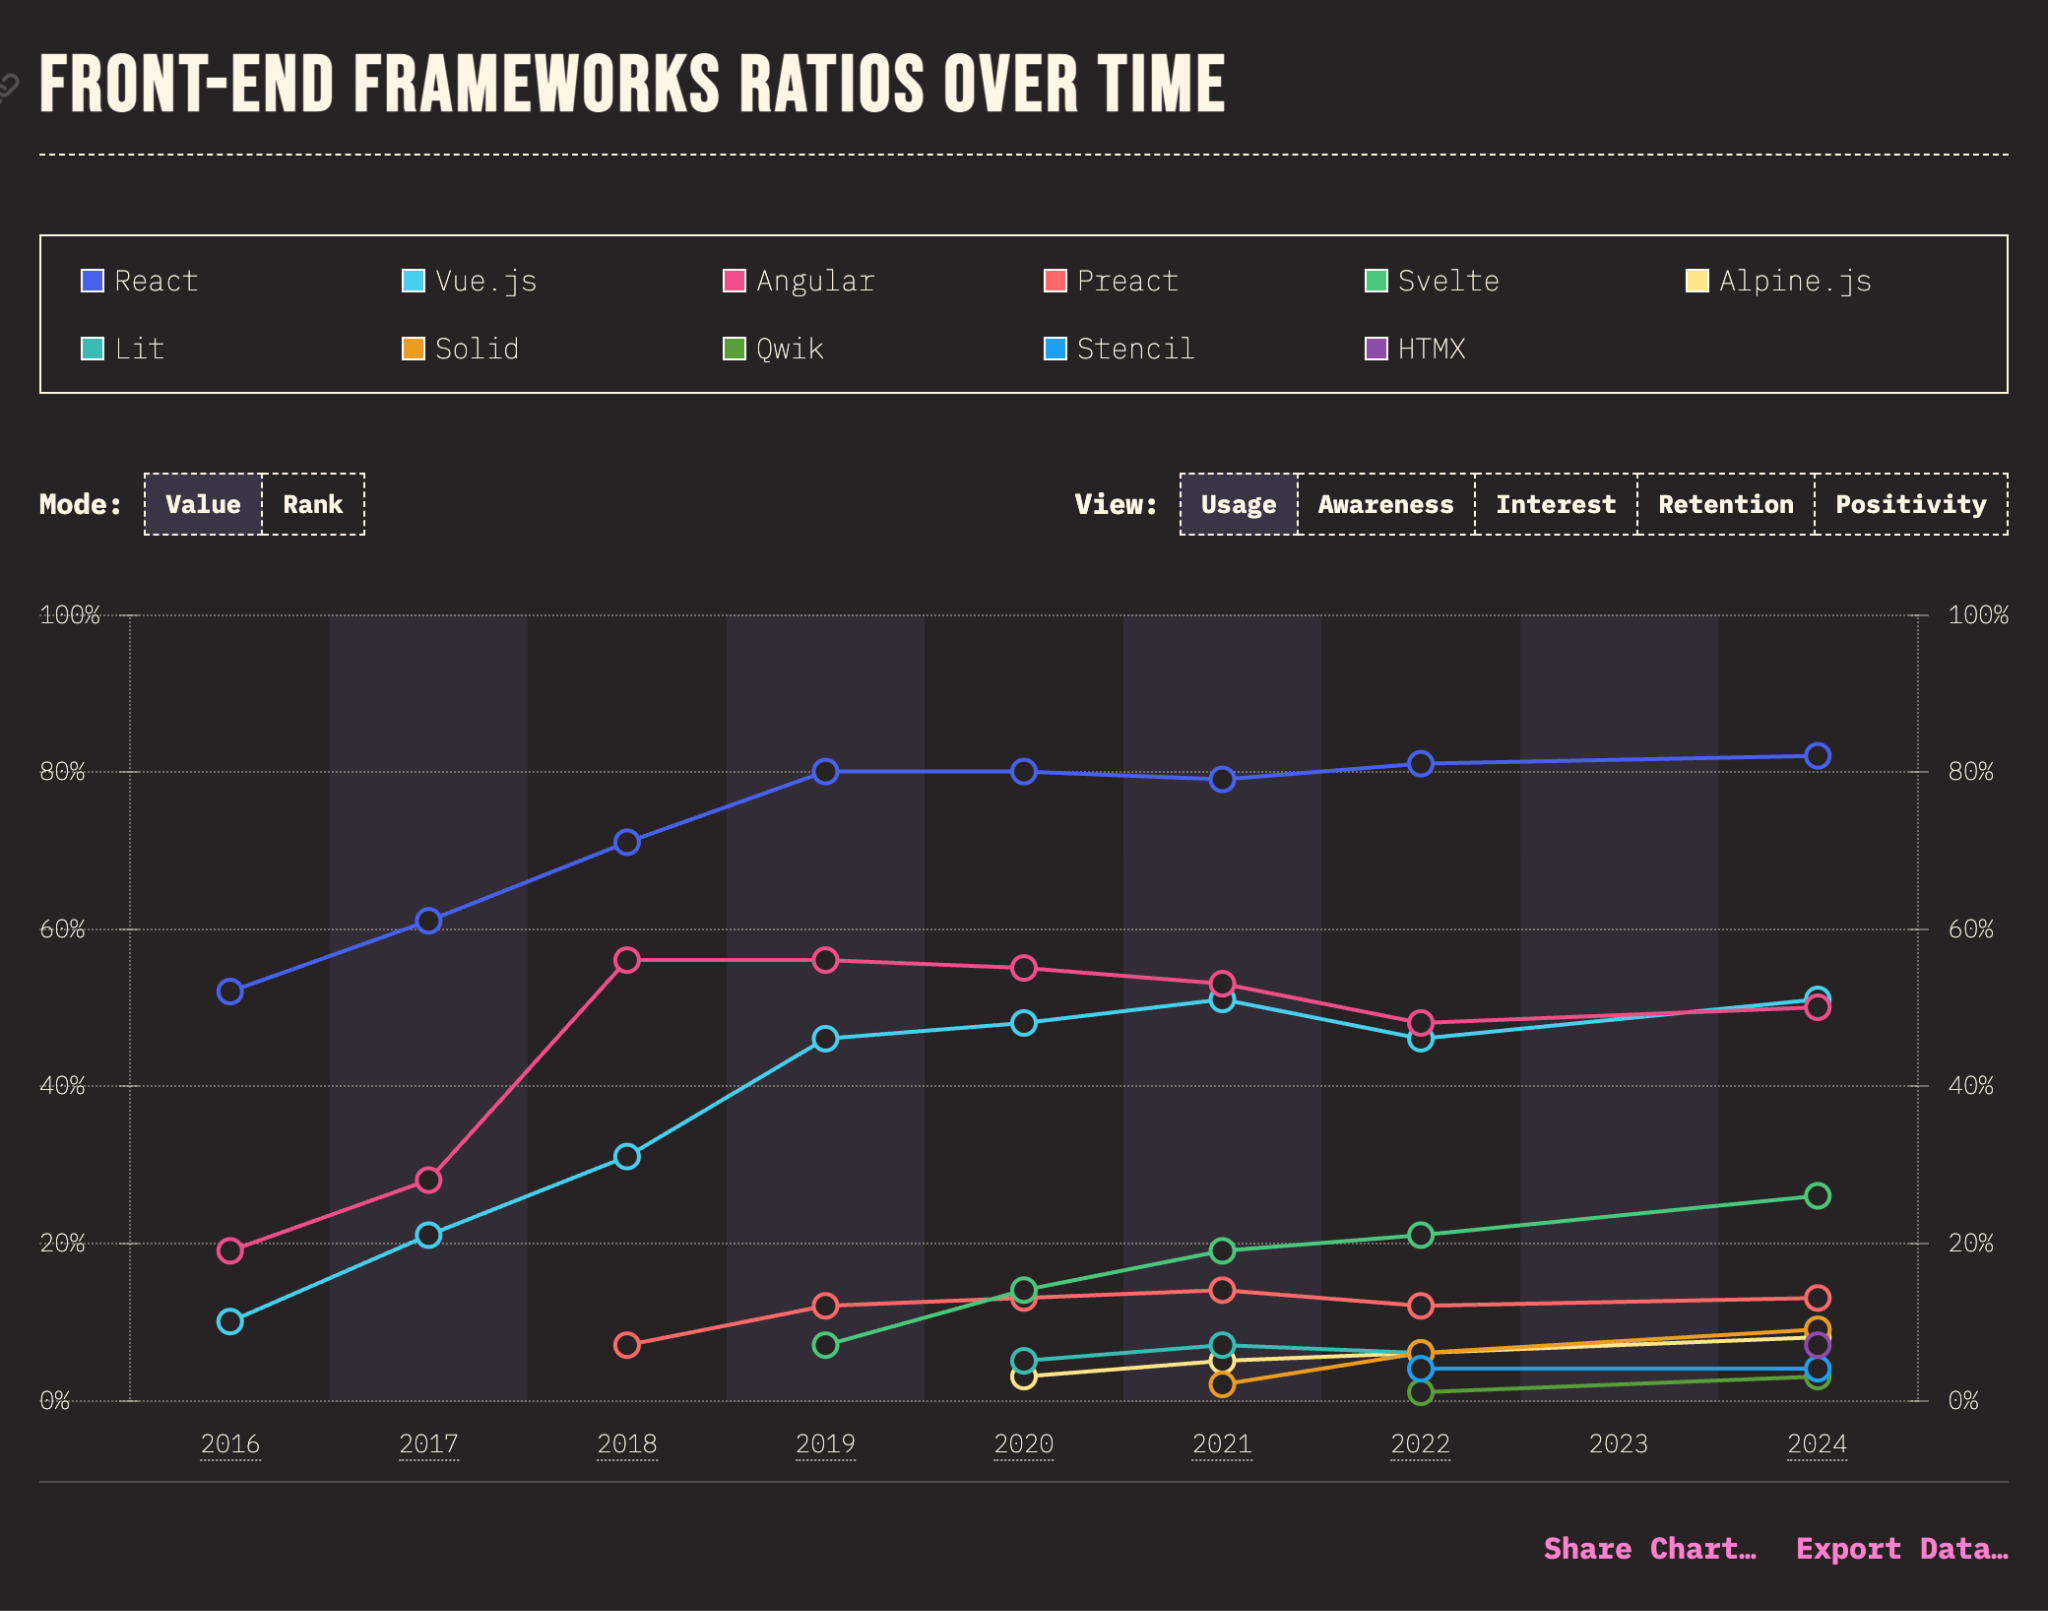 FRONT-END FRAMEWORKS RATIOS OVER TIME
React Vue.js Angular Preact Svelte Alpine.js
Lit Solid Qwik Stencil HTMX
Mode: Value Rank View: Usage Awareness Interest Retention Positivity
100% 100%
80% 80%
60% 60%
40% 40%
20% 20%
0% 0%
2016 2017 2018 2019 2020 2021 2022 2023 2024
Share Chart… Export Data…